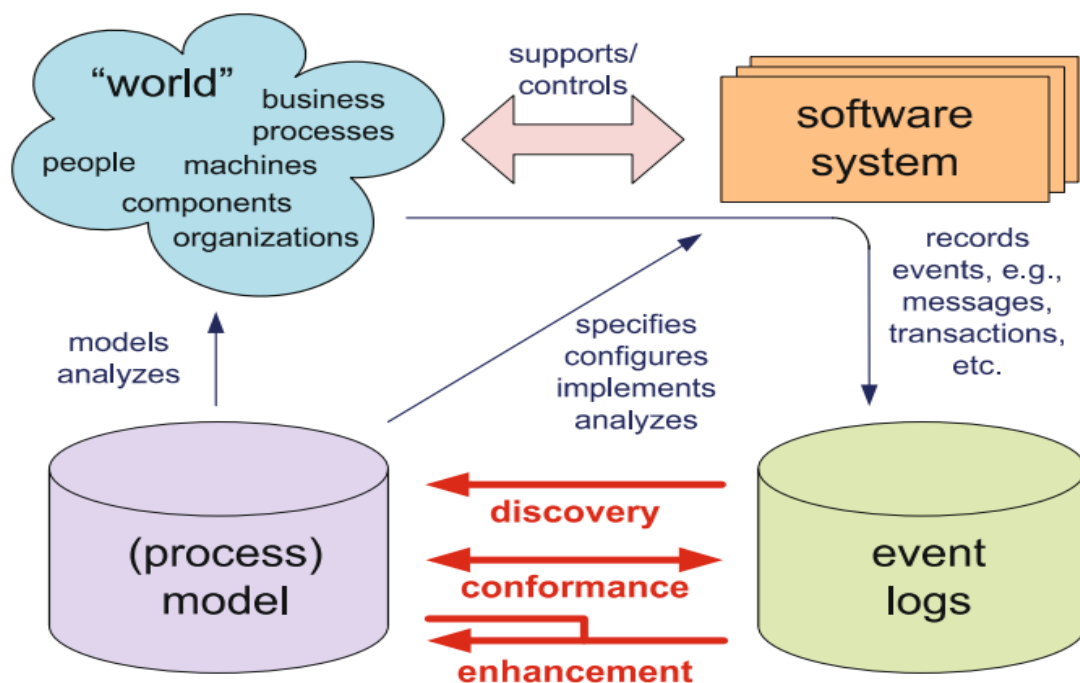 “world”
business
processes
people
machines
components
organizations
supports/
controls
software
system
records
events, e.g.,
messages,
transactions,
etc.
models
analyzes
specifies
configures
implements
analyzes
(process)
model
discovery
conformance
enhancement
event
logs